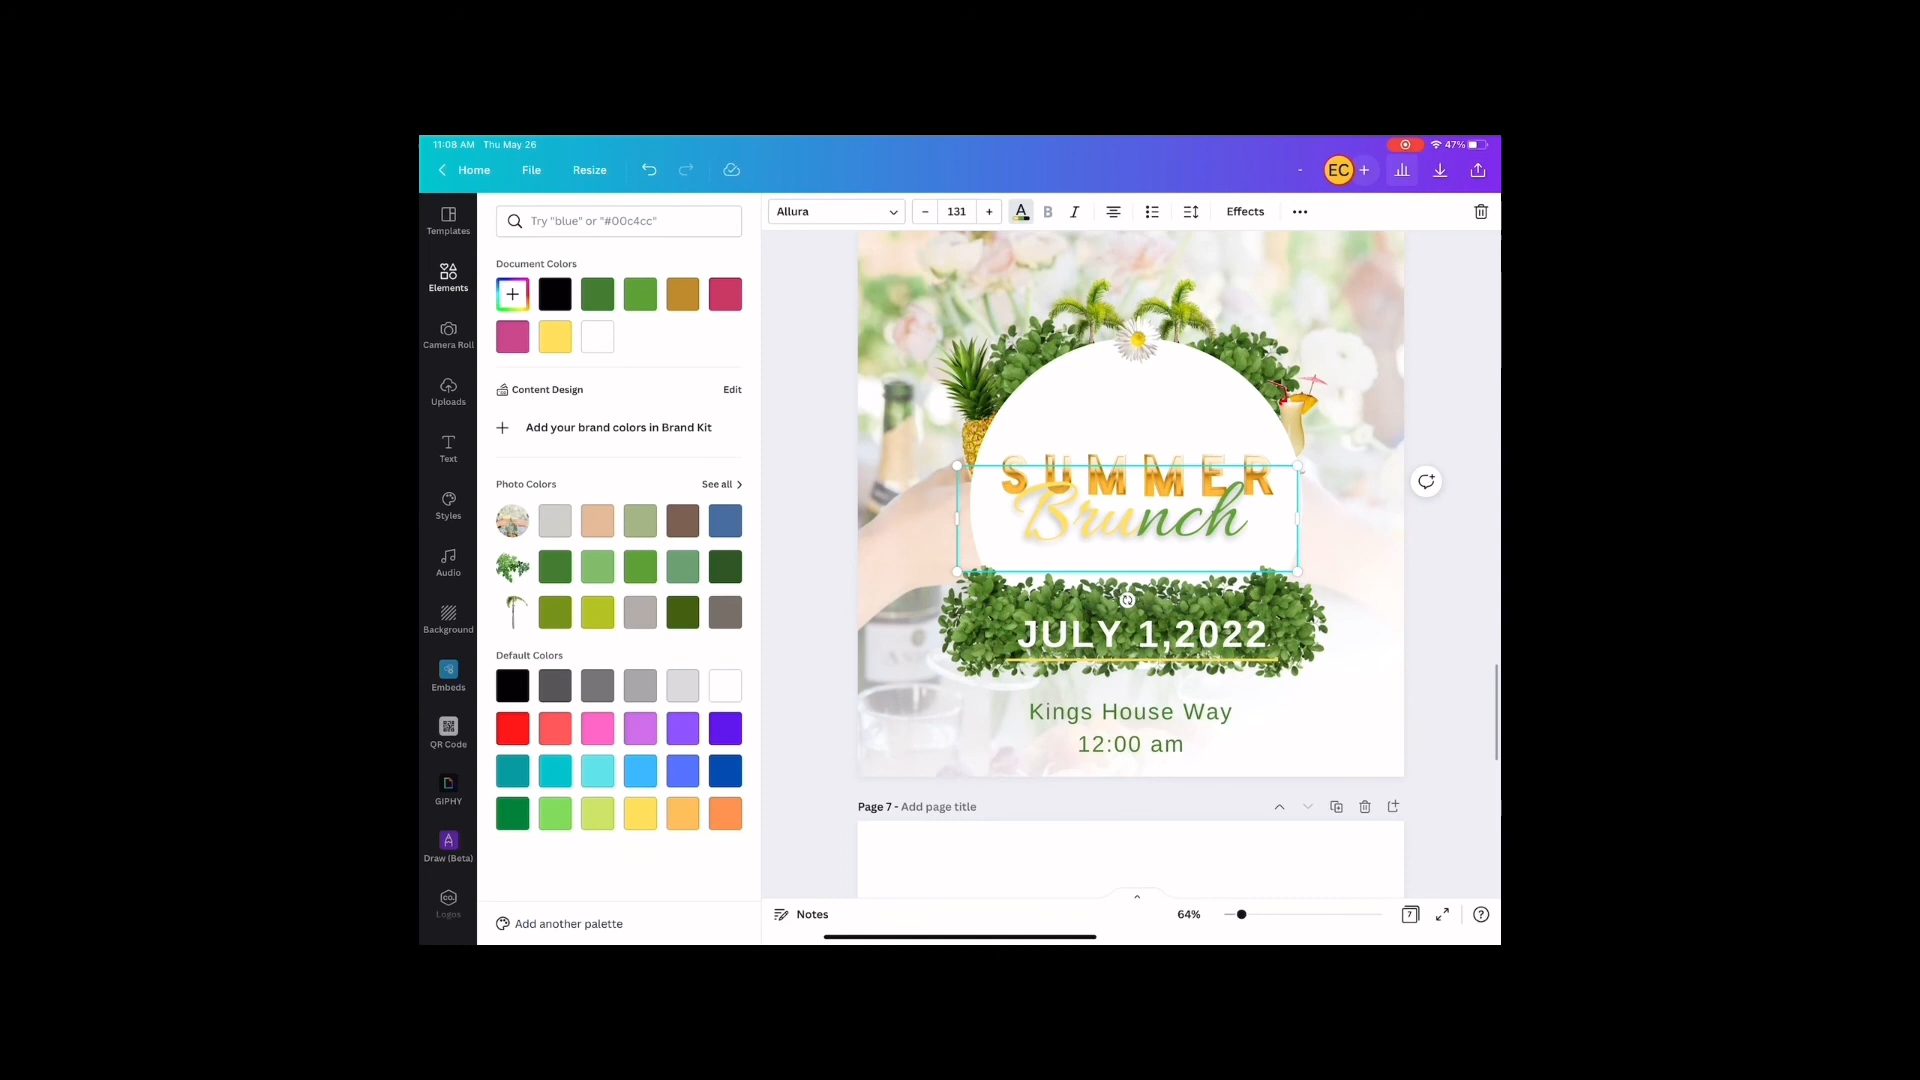 11:08 AM Thu May 26
47%
Home File Resize
- EC +
Templates
Elements
Camera Roll
Uploads
Text
Styles
Audio
Background
Embeds
QR Code
GIPHY
Draw (Beta)
CO.
Logos
Try "blue" or "#00c4cc"
Document Colors
Content Design Edit
Add your brand colors in Brand Kit
Photo Colors See all
Default Colors
Add another palette
Allura - 131 + A B I Effects
SUMMER
Brunch
JULY 1,2022
Kings House Way
12:00 am
Page 7 - Add page title
Notes 64% 7 ?